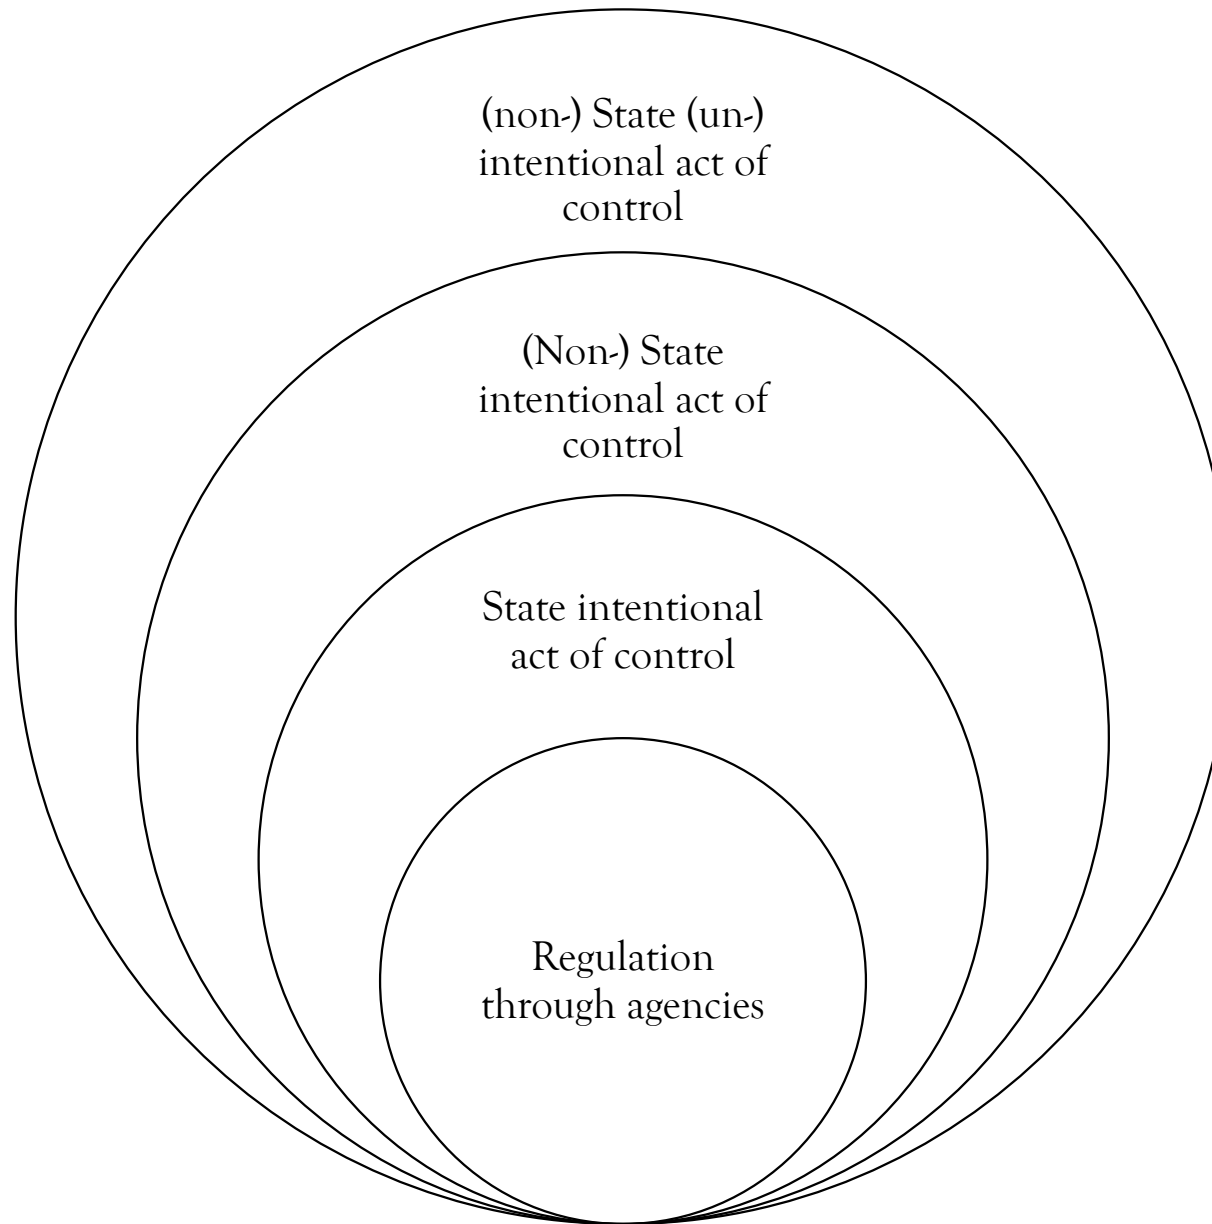 (non-) State (un-)
intentional act of
control
(Non-) State
intentional act of
control
State intentional
act of control
Regulation
through agencies